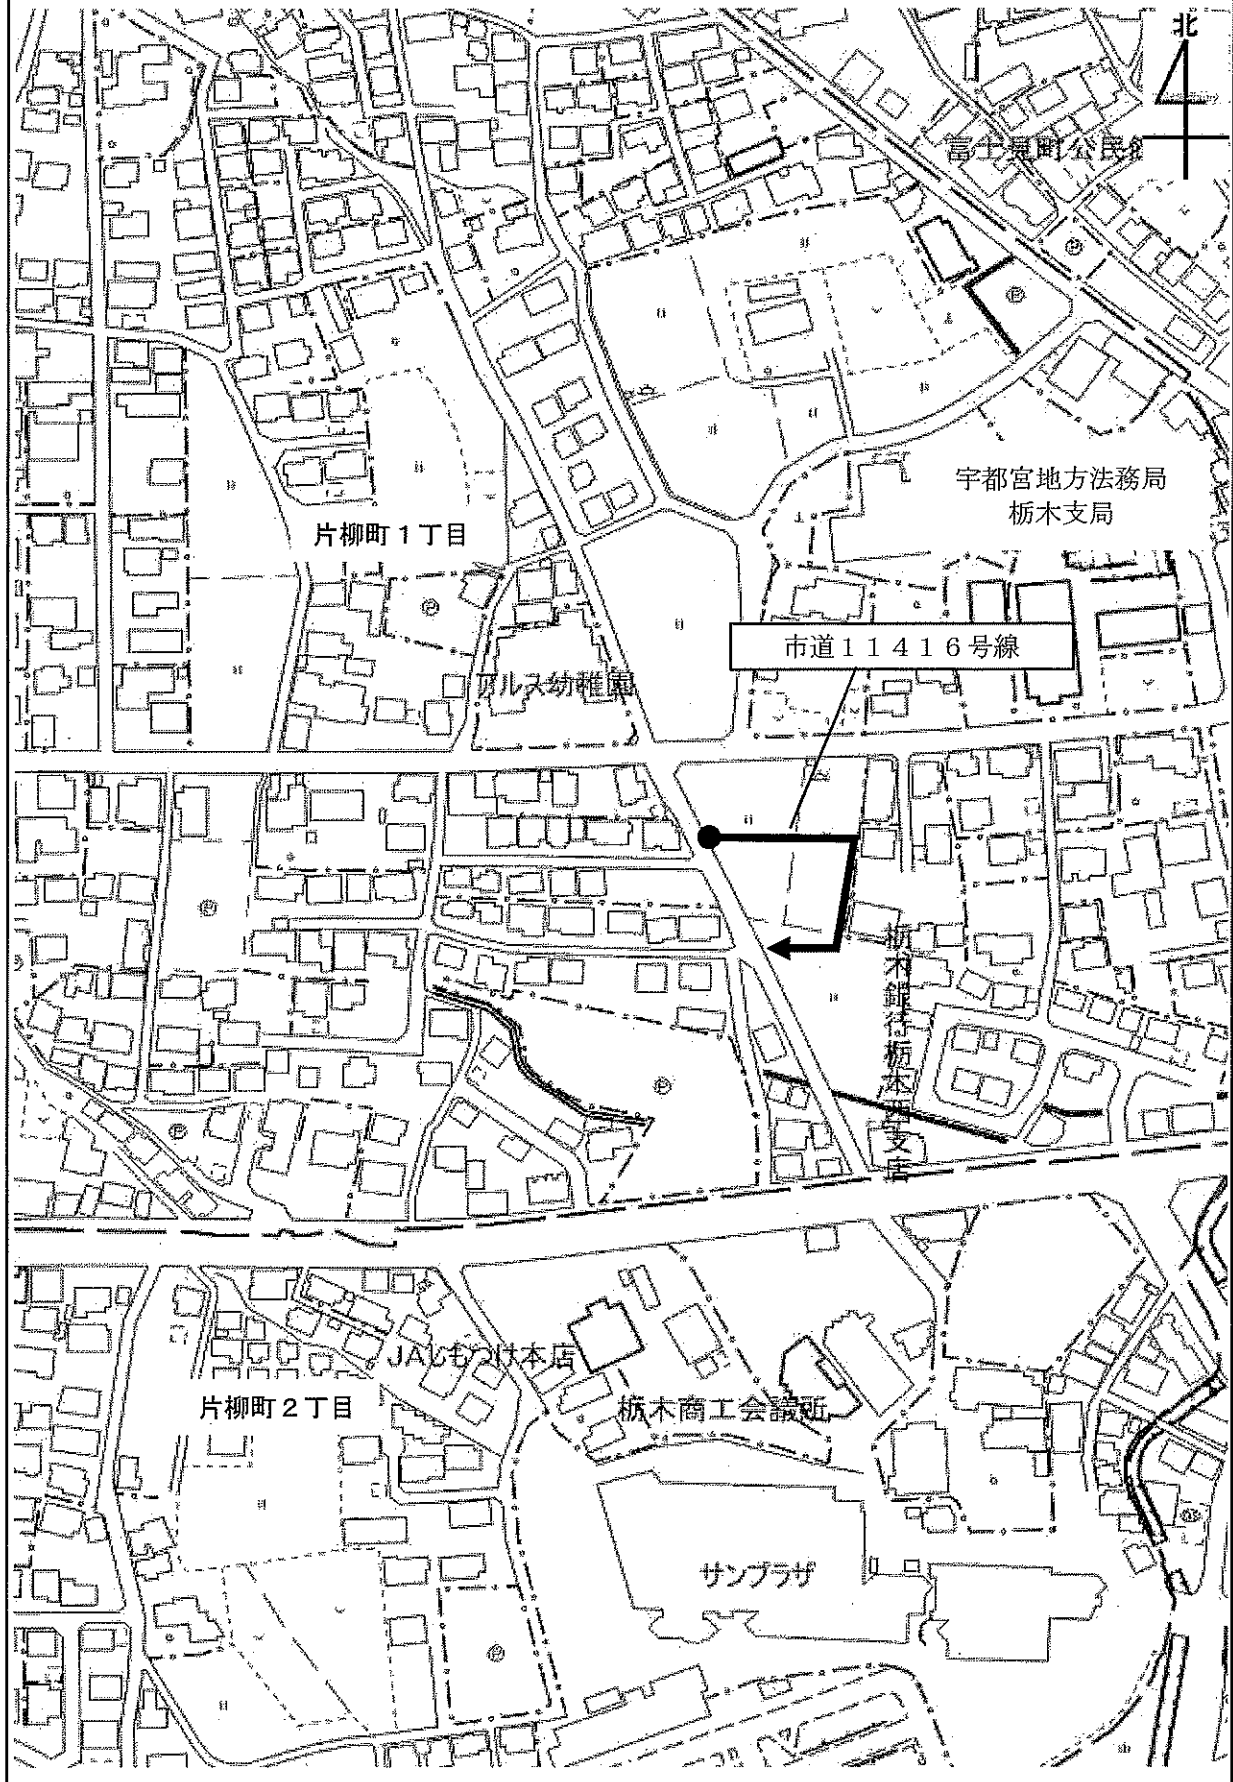 北
富士見町公民館
宇都宮地方法務局
栃木支局
片柳町1丁目
市道11416号線
アルス幼稚園
栃木銀行栃木西支店
JAしもつけ本店
片柳町2丁目
栃木商工会議所
サンプラザ